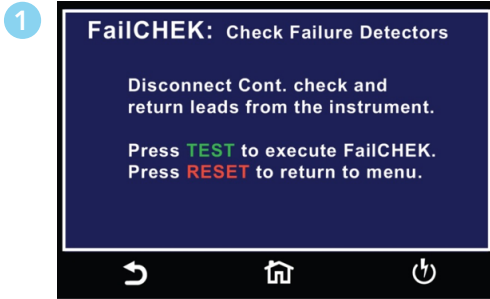 1
FailCHEK: Check Failure Detectors
Disconnect Cont. check and
return leads from the instrument.
Press TEST to execute FailCHEK.
Press RESET to return to menu.